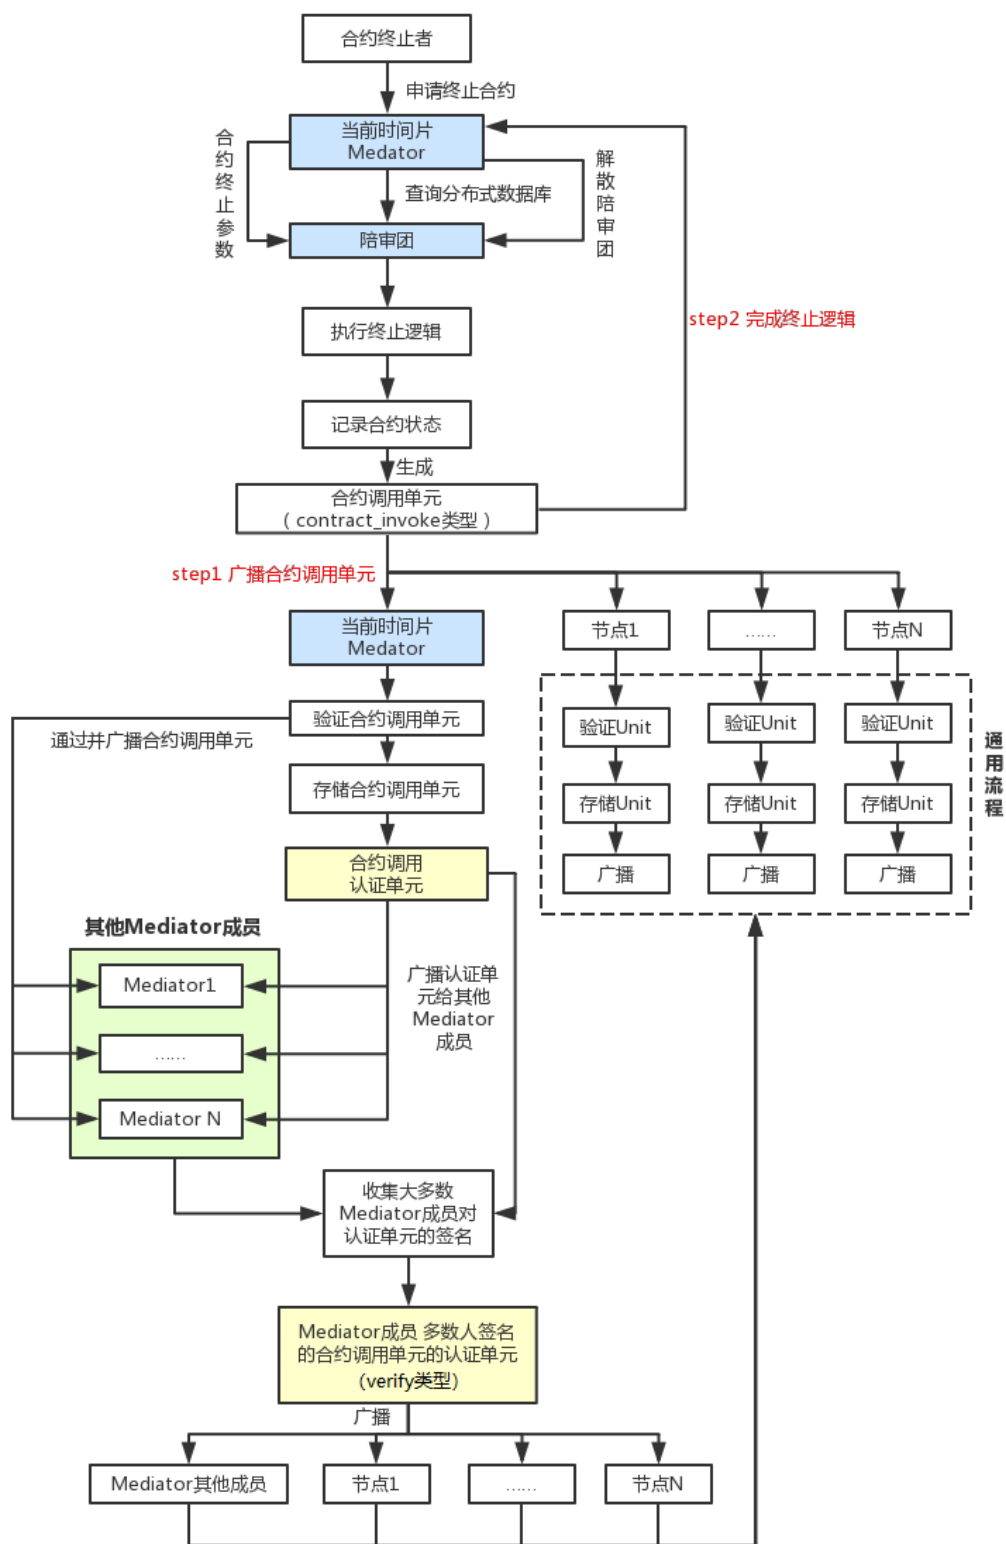 合约终止者
申请终止合约
当前时间片
Medator
合约终止参数
查询分布式数据库
解散陪审团
陪审团
执行终止逻辑
step2 完成终止逻辑
记录合约状态
生成
合约调用单元
（contract_invoke类型）
step1 广播合约调用单元
当前时间片
Medator
节点1
……
节点N
验证合约调用单元
通过并广播合约调用单元
验证Unit
验证Unit
验证Unit
通用流程
存储合约调用单元
存储Unit
存储Unit
存储Unit
合约调用
认证单元
广播
广播
广播
其他Mediator成员
Mediator1
……
Mediator N
广播认证单
元给其他
Mediator
成员
收集大多数
Mediator成员对
认证单元的签名
Mediator成员 多数人签名
的合约调用单元的认证单元
（verify类型）
广播
Mediator其他成员
节点1
……
节点N